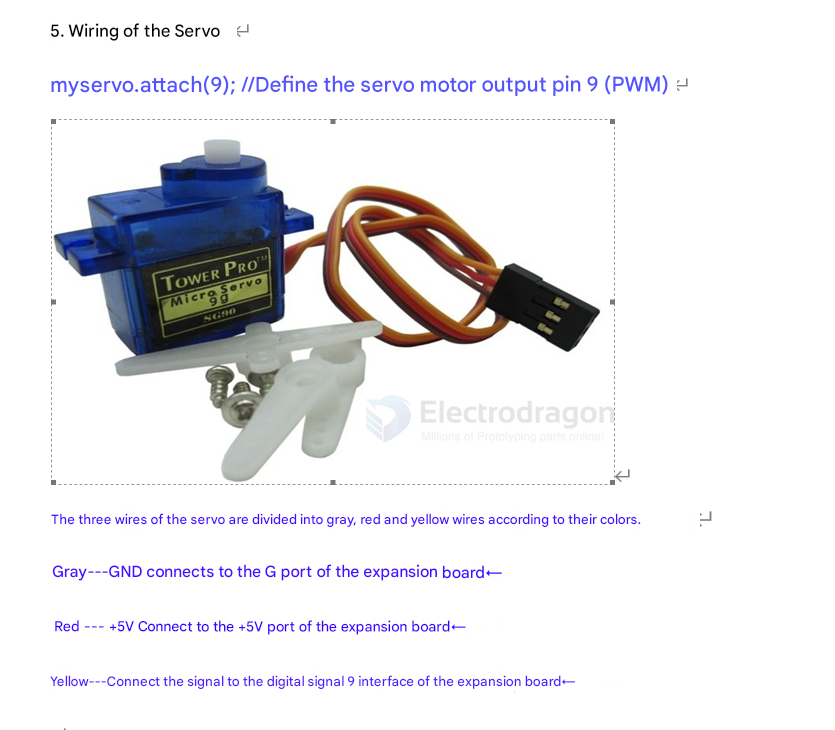 5. Wiring of the Servo
myservo.attach(9); //Define the servo motor output pin 9 (PWM)
TOWER PRO™
Micro Servo
9g
SG90
Electrodragon
Millions of Prototyping parts online!
The three wires of the servo are divided into gray, red and yellow wires according to their colors.
Gray---GND connects to the G port of the expansion board←
Red --- +5V Connect to the +5V port of the expansion board←
Yellow---Connect the signal to the digital signal 9 interface of the expansion board←